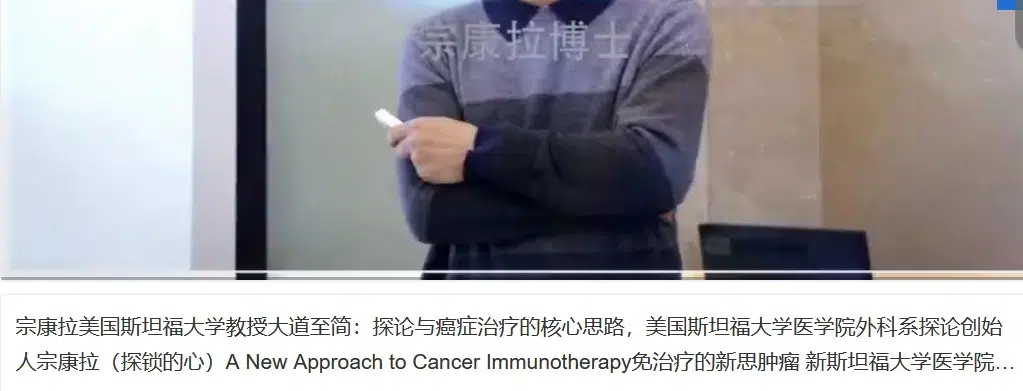 宗康拉博士
宗康拉美国斯坦福大学教授大道至简：探论与癌症治疗的核心思路，美国斯坦福大学医学院外科系探论创始
人宗康拉（探锁的心）A New Approach to Cancer Immunotherapy免治疗的新思肿瘤 新斯坦福大学医学院…